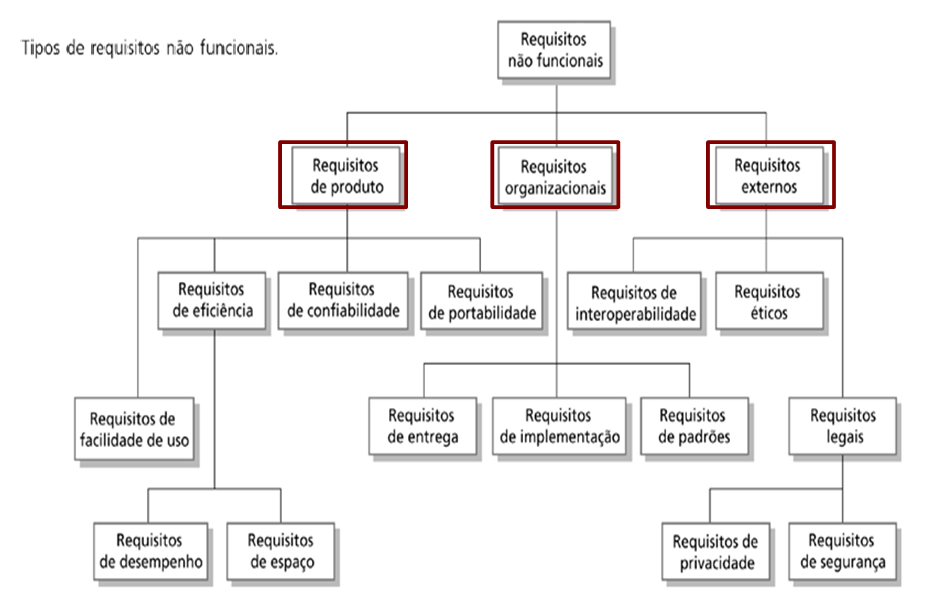 Tipos de requisitos não funcionais.
Requisitos
não funcionais
Requisitos
de produto
Requisitos
organizacionais
Requisitos
externos
Requisitos
de eficiência
Requisitos
de confiabilidade
Requisitos
de portabilidade
Requisitos de
interoperabilidade
Requisitos
éticos
Requisitos de
facilidade de uso
Requisitos
de entrega
Requisitos
de implementação
Requisitos
de padrões
Requisitos
legais
Requisitos
de desempenho
Requisitos
de espaço
Requisitos de
privacidade
Requisitos
de segurança